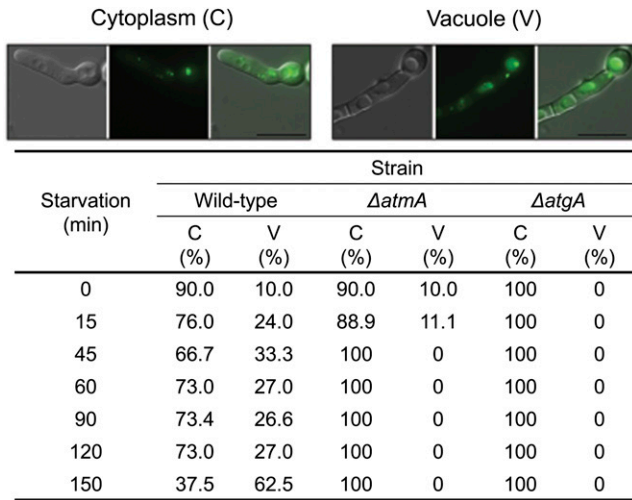 Cytoplasm (C) Vacuole (V)
Strain
Starvation (min) Wild-type ΔatmA ΔatgA
C (%) V (%) C (%) V (%) C (%) V (%)
0 90.0 10.0 90.0 10.0 100 0
15 76.0 24.0 88.9 11.1 100 0
45 66.7 33.3 100 0 100 0
60 73.0 27.0 100 0 100 0
90 73.4 26.6 100 0 100 0
120 73.0 27.0 100 0 100 0
150 37.5 62.5 100 0 100 0